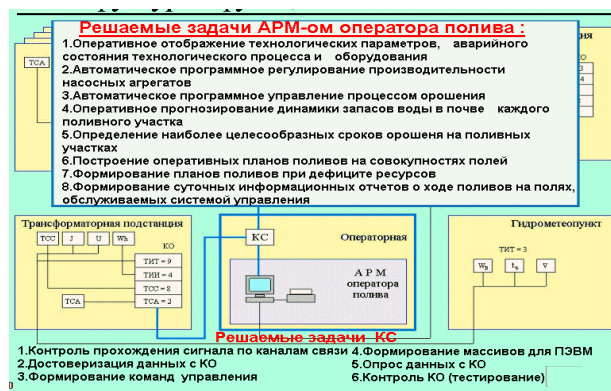 Решаемые задачи АРМ-ом оператора полива :
1.Оперативное отображение технологических параметров, аварийного
состояния технологического процесса и оборудования
2.Автоматическое программное регулирование производительности
насосных агрегатов
3.Автоматическое программное управление процессом орошения
4.Оперативное прогнозирование динамики запасов воды в почве каждого
поливного участка
5.Определение наиболее целесообразных сроков орошеня на поливных
участках
6.Построение оперативных планов поливов на совокупностях полей
7.Формирование планов поливов при дефиците ресурсов
8.Формирование суточных информационных отчетов о ходе поливов на полях,
обслуживаемых системой управления
ТСА
Трансформаторная подстанция
ТСС J U Wh
КО
ТИТ = 9
ТИИ = 4
ТСС = 8
ТСА
ТСА = 2
КС
Операторная
А Р М
оператора
полива
Гидрометеопункт
ТИТ = 3
V
Решаемые задачи КС
1.Контроль прохождения сигнала по каналам связи
2.Достоверизация данных с КО
3.Формирование команд управления
4.Формирование массивов для ПЭВМ
5.Опрос данных с КО
6.Контроль КО (тестирование)